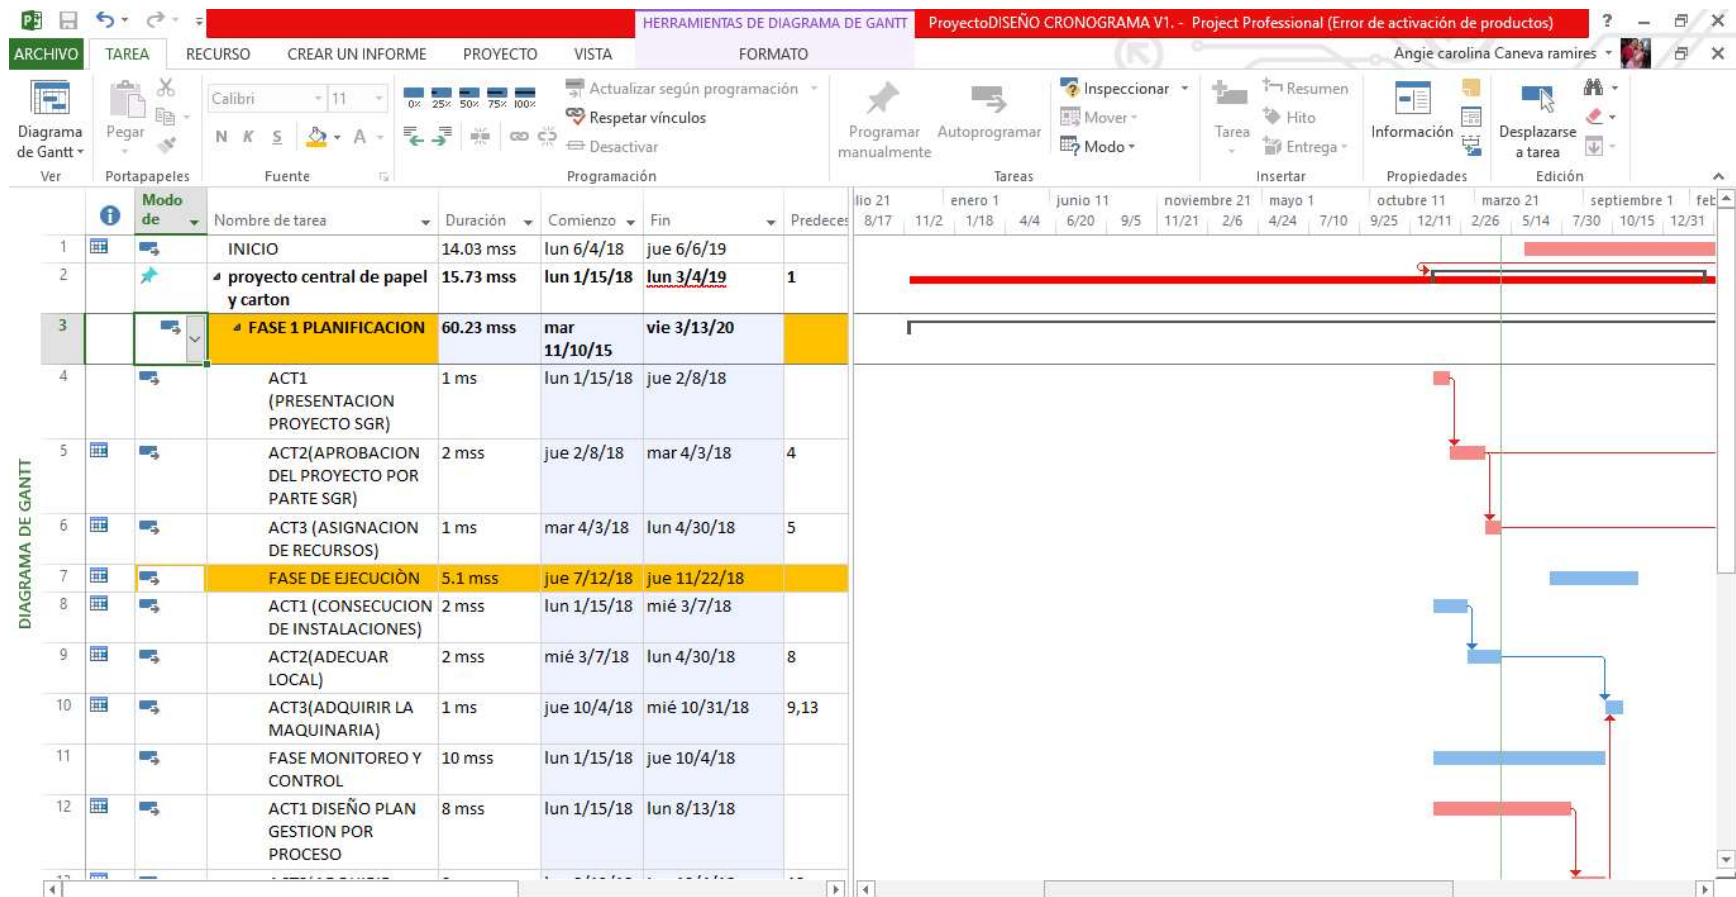 HERRAMIENTAS DE DIAGRAMA DE GANTT
ProyectoDISEÑO CRONOGRAMA V1. - Project Professional (Error de activación de productos)
ARCHIVO TAREA RECURSO CREAR UN INFORME PROYECTO VISTA FORMATO
Angie carolina Caneva ramires
Diagrama de Gantt
Ver
Pegar
Portapapeles
Calibri 11
N K S A
Fuente
0% 25% 50% 75% 100%
Actualizar según programación
Respetar vínculos
Desactivar
Programación
Programar manualmente
Autoprogramar
Inspeccionar
Mover
Modo
Tareas
Tarea
Resumen
Hito
Entrega
Insertar
Información
Propiedades
Desplazarse a tarea
Edición
Modo de Nombre de tarea Duración Comienzo Fin Predeces
lio 21 enero 1 junio 11 noviembre 21 mayo 1 octubre 11 marzo 21 septiembre 1 feb
8/17 11/2 1/18 4/4 6/20 9/5 11/21 2/6 4/24 7/10 9/25 12/11 2/26 5/14 7/30 10/15 12/31
1 INICIO 14.03 mss lun 6/4/18 jue 6/6/19
2 proyecto central de papel 15.73 mss lun 1/15/18 lun 3/4/19 1
y carton
3 FASE 1 PLANIFICACION 60.23 mss mar vie 3/13/20
11/10/15
4 ACT1 1 ms lun 1/15/18 jue 2/8/18
(PRESENTACION
PROYECTO SGR)
5 ACT2(APROBACION 2 mss jue 2/8/18 mar 4/3/18 4
DEL PROYECTO POR
PARTE SGR)
6 ACT3 (ASIGNACION 1 ms mar 4/3/18 lun 4/30/18 5
DE RECURSOS)
7 FASE DE EJECUCIÒN 5.1 mss jue 7/12/18 jue 11/22/18
8 ACT1 (CONSECUCION 2 mss lun 1/15/18 mié 3/7/18
DE INSTALACIONES)
9 ACT2(ADECUAR 2 mss mié 3/7/18 lun 4/30/18 8
LOCAL)
10 ACT3(ADQUIRIR LA 1 ms jue 10/4/18 mié 10/31/18 9,13
MAQUINARIA)
11 FASE MONITOREO Y 10 mss lun 1/15/18 jue 10/4/18
CONTROL
12 ACT1 DISEÑO PLAN 8 mss lun 1/15/18 lun 8/13/18
GESTION POR
PROCESO
DIAGRAMA DE GANTT